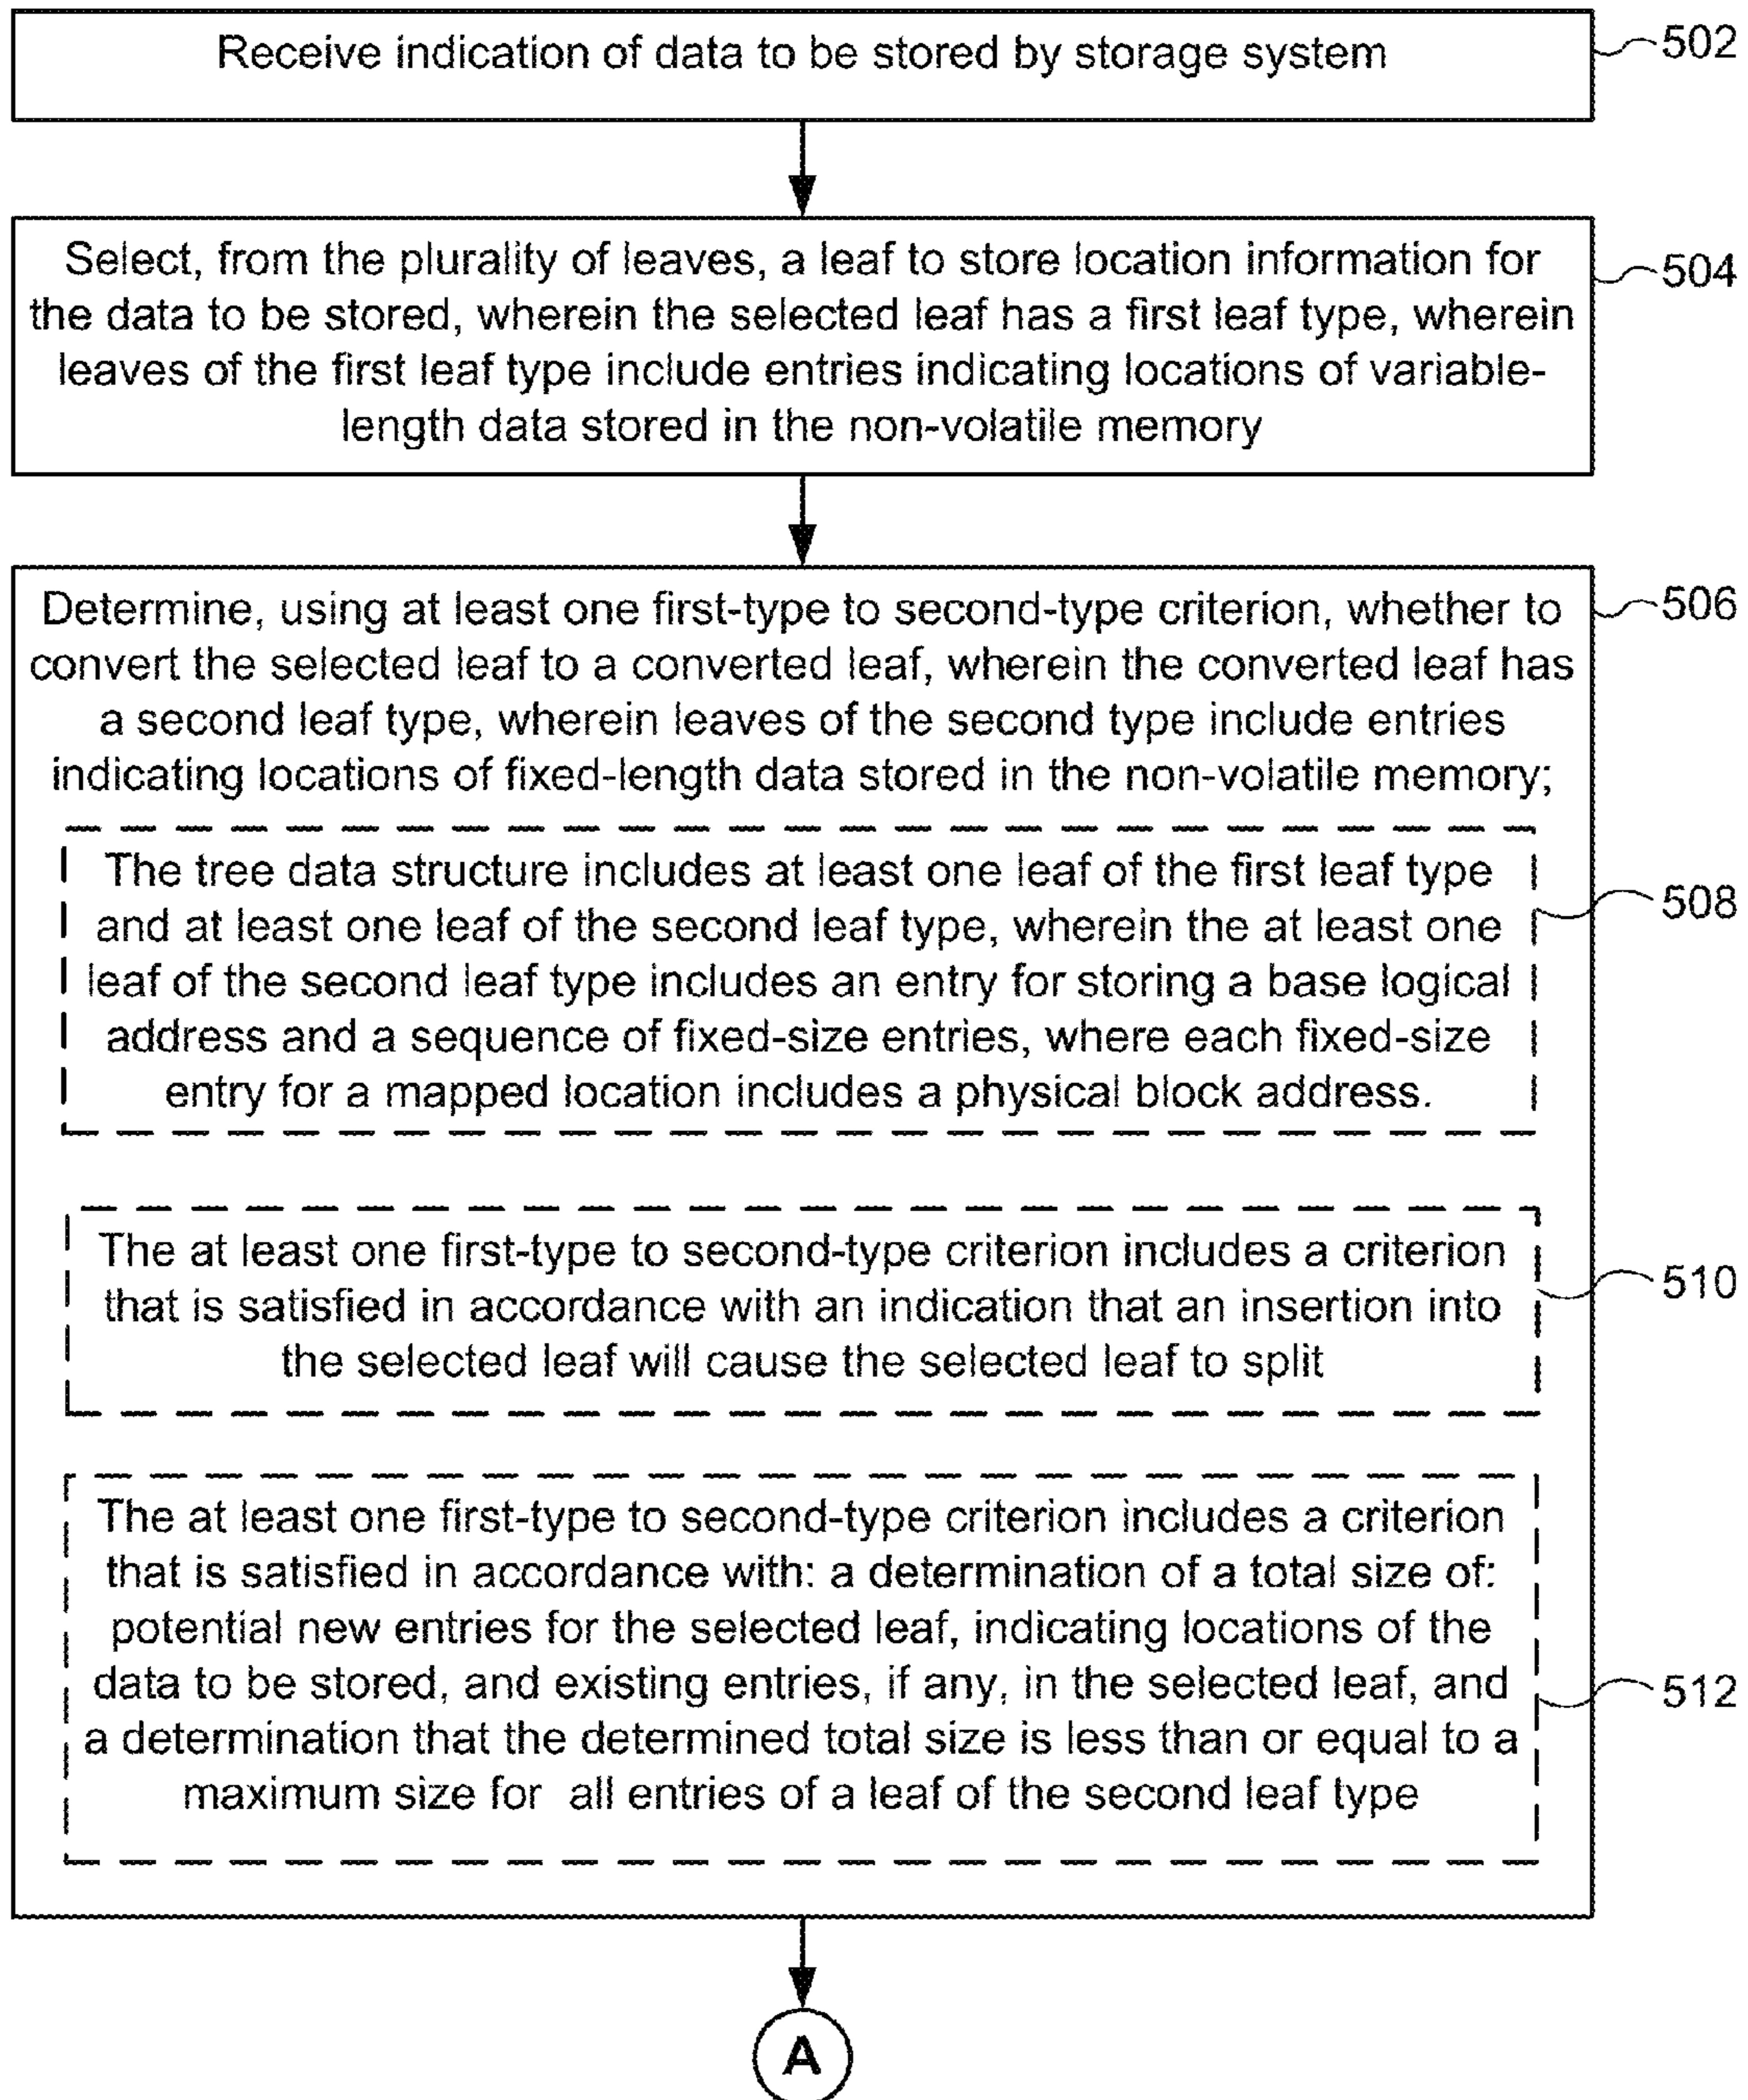 Receive indication of data to be stored by storage system
502
Select, from the plurality of leaves, a leaf to store location information for
the data to be stored, wherein the selected leaf has a first leaf type, wherein
leaves of the first leaf type include entries indicating locations of variable-
length data stored in the non-volatile memory
504
Determine, using at least one first-type to second-type criterion, whether to
convert the selected leaf to a converted leaf, wherein the converted leaf has
a second leaf type, wherein leaves of the second type include entries
indicating locations of fixed-length data stored in the non-volatile memory;
506
The tree data structure includes at least one leaf of the first leaf type
and at least one leaf of the second leaf type, wherein the at least one
leaf of the second leaf type includes an entry for storing a base logical
address and a sequence of fixed-size entries, where each fixed-size
entry for a mapped location includes a physical block address.
508
The at least one first-type to second-type criterion includes a criterion
that is satisfied in accordance with an indication that an insertion into
the selected leaf will cause the selected leaf to split
510
The at least one first-type to second-type criterion includes a criterion
that is satisfied in accordance with: a determination of a total size of:
potential new entries for the selected leaf, indicating locations of the
data to be stored, and existing entries, if any, in the selected leaf, and
a determination that the determined total size is less than or equal to a
maximum size for all entries of a leaf of the second leaf type
512
A